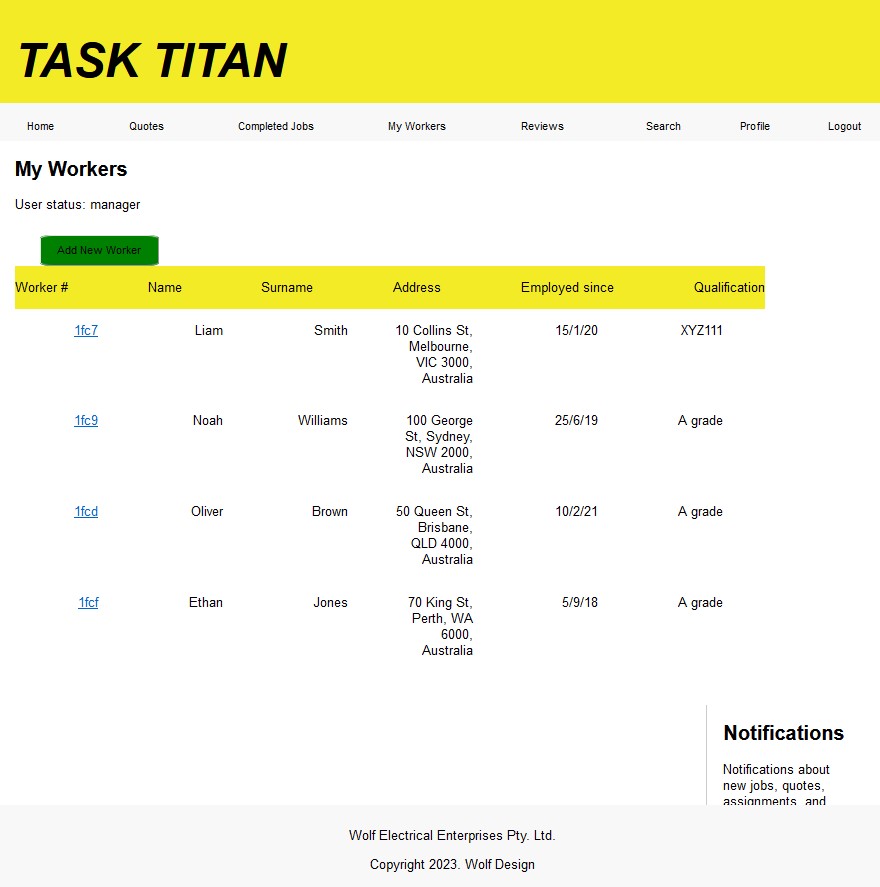 TASK TITAN
Home Quotes Completed Jobs My Workers Reviews Search Profile Logout
My Workers
User status: manager
Add New Worker
Worker # Name Surname Address Employed since Qualification
1fc7 Liam Smith 10 Collins St, 15/1/20 XYZ111
Melbourne,
VIC 3000,
Australia
1fc9 Noah Williams 100 George 25/6/19 A grade
St, Sydney,
NSW 2000,
Australia
1fcd Oliver Brown 50 Queen St, 10/2/21 A grade
Brisbane,
QLD 4000,
Australia
1fcf Ethan Jones 70 King St, 5/9/18 A grade
Perth, WA
6000,
Australia
Notifications
Notifications about
new jobs, quotes,
assignments, and
Wolf Electrical Enterprises Pty. Ltd.
Copyright 2023. Wolf Design